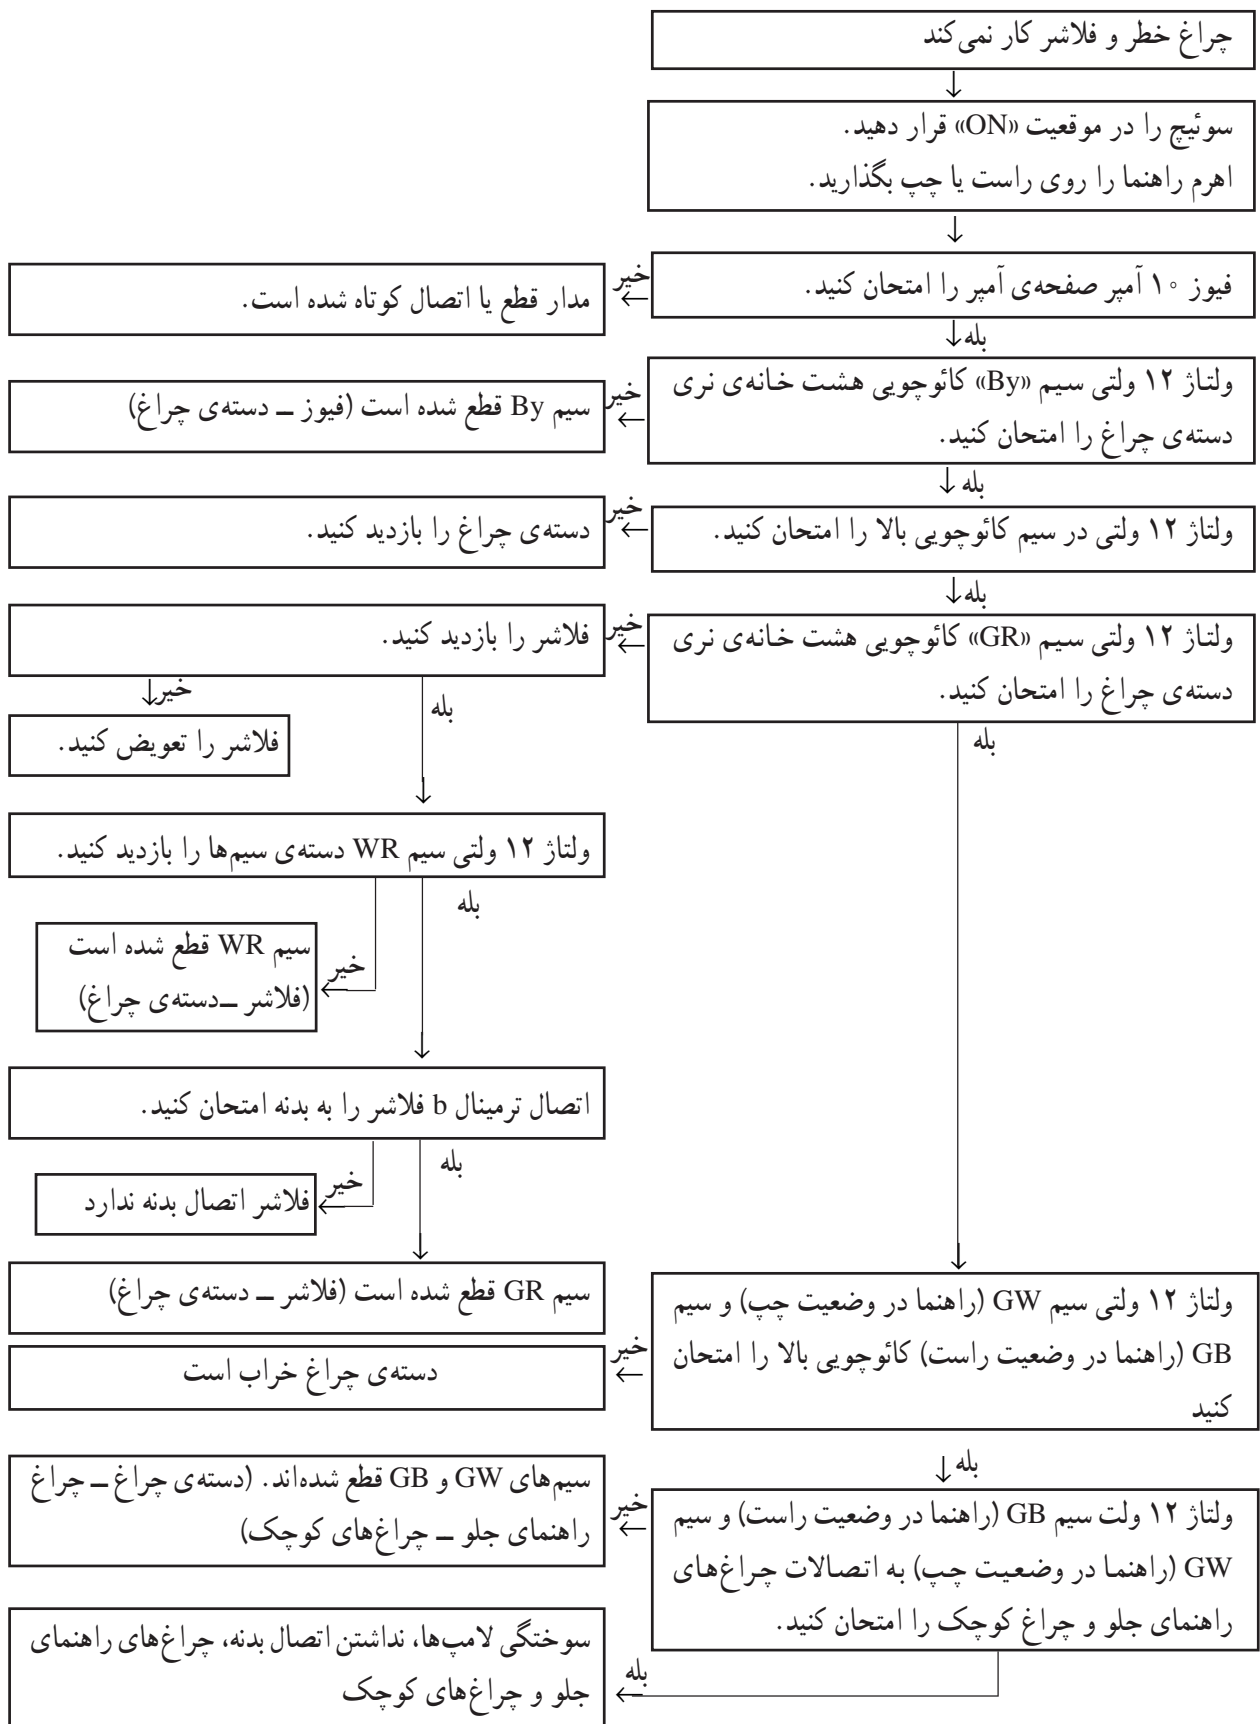 چراغ خطر و فلاشر کار نمی‌کند
سوئیچ را در موقعیت «ON» قرار دهید.
اهرم راهنما را روی راست یا چپ بگذارید.
فیوز ۱۰ آمپر صفحه‌ی آمپر را امتحان کنید.
خیر
مدار قطع یا اتصال کوتاه شده است.
بله
ولتاژ ۱۲ ولتی سیم «By» کائوچویی هشت خانه‌ی نری
دسته‌ی چراغ را امتحان کنید.
خیر
سیم By قطع شده است (فیوز ــ دسته‌ی چراغ)
بله
ولتاژ ۱۲ ولتی در سیم کائوچویی بالا را امتحان کنید.
خیر
دسته‌ی چراغ را بازدید کنید.
بله
ولتاژ ۱۲ ولتی سیم «GR» کائوچویی هشت خانه‌ی نری
دسته‌ی چراغ را امتحان کنید.
خیر
فلاشر را بازدید کنید.
خیر
فلاشر را تعویض کنید.
بله
بله
ولتاژ ۱۲ ولتی سیم WR دسته‌ی سیم‌ها را بازدید کنید.
بله
خیر
سیم WR قطع شده است
(فلاشر ــ دسته‌ی چراغ)
اتصال ترمینال b فلاشر را به بدنه امتحان کنید.
بله
خیر
فلاشر اتصال بدنه ندارد
سیم GR قطع شده است (فلاشر ــ دسته‌ی چراغ)
ولتاژ ۱۲ ولتی سیم GW (راهنما در وضعیت چپ) و سیم
GB (راهنما در وضعیت راست) کائوچویی بالا را امتحان
کنید
خیر
دسته‌ی چراغ خراب است
بله
ولتاژ ۱۲ ولت سیم GB (راهنما در وضعیت راست) و سیم
GW (راهنما در وضعیت چپ) به اتصالات چراغ‌های
راهنمای جلو و چراغ کوچک را امتحان کنید.
خیر
سیم‌های GW و GB قطع شده‌اند. (دسته‌ی چراغ ــ چراغ
راهنمای جلو ــ چراغ‌های کوچک)
بله
سوختگی لامپ‌ها، نداشتن اتصال بدنه، چراغ‌های راهنمای
جلو و چراغ‌های کوچک